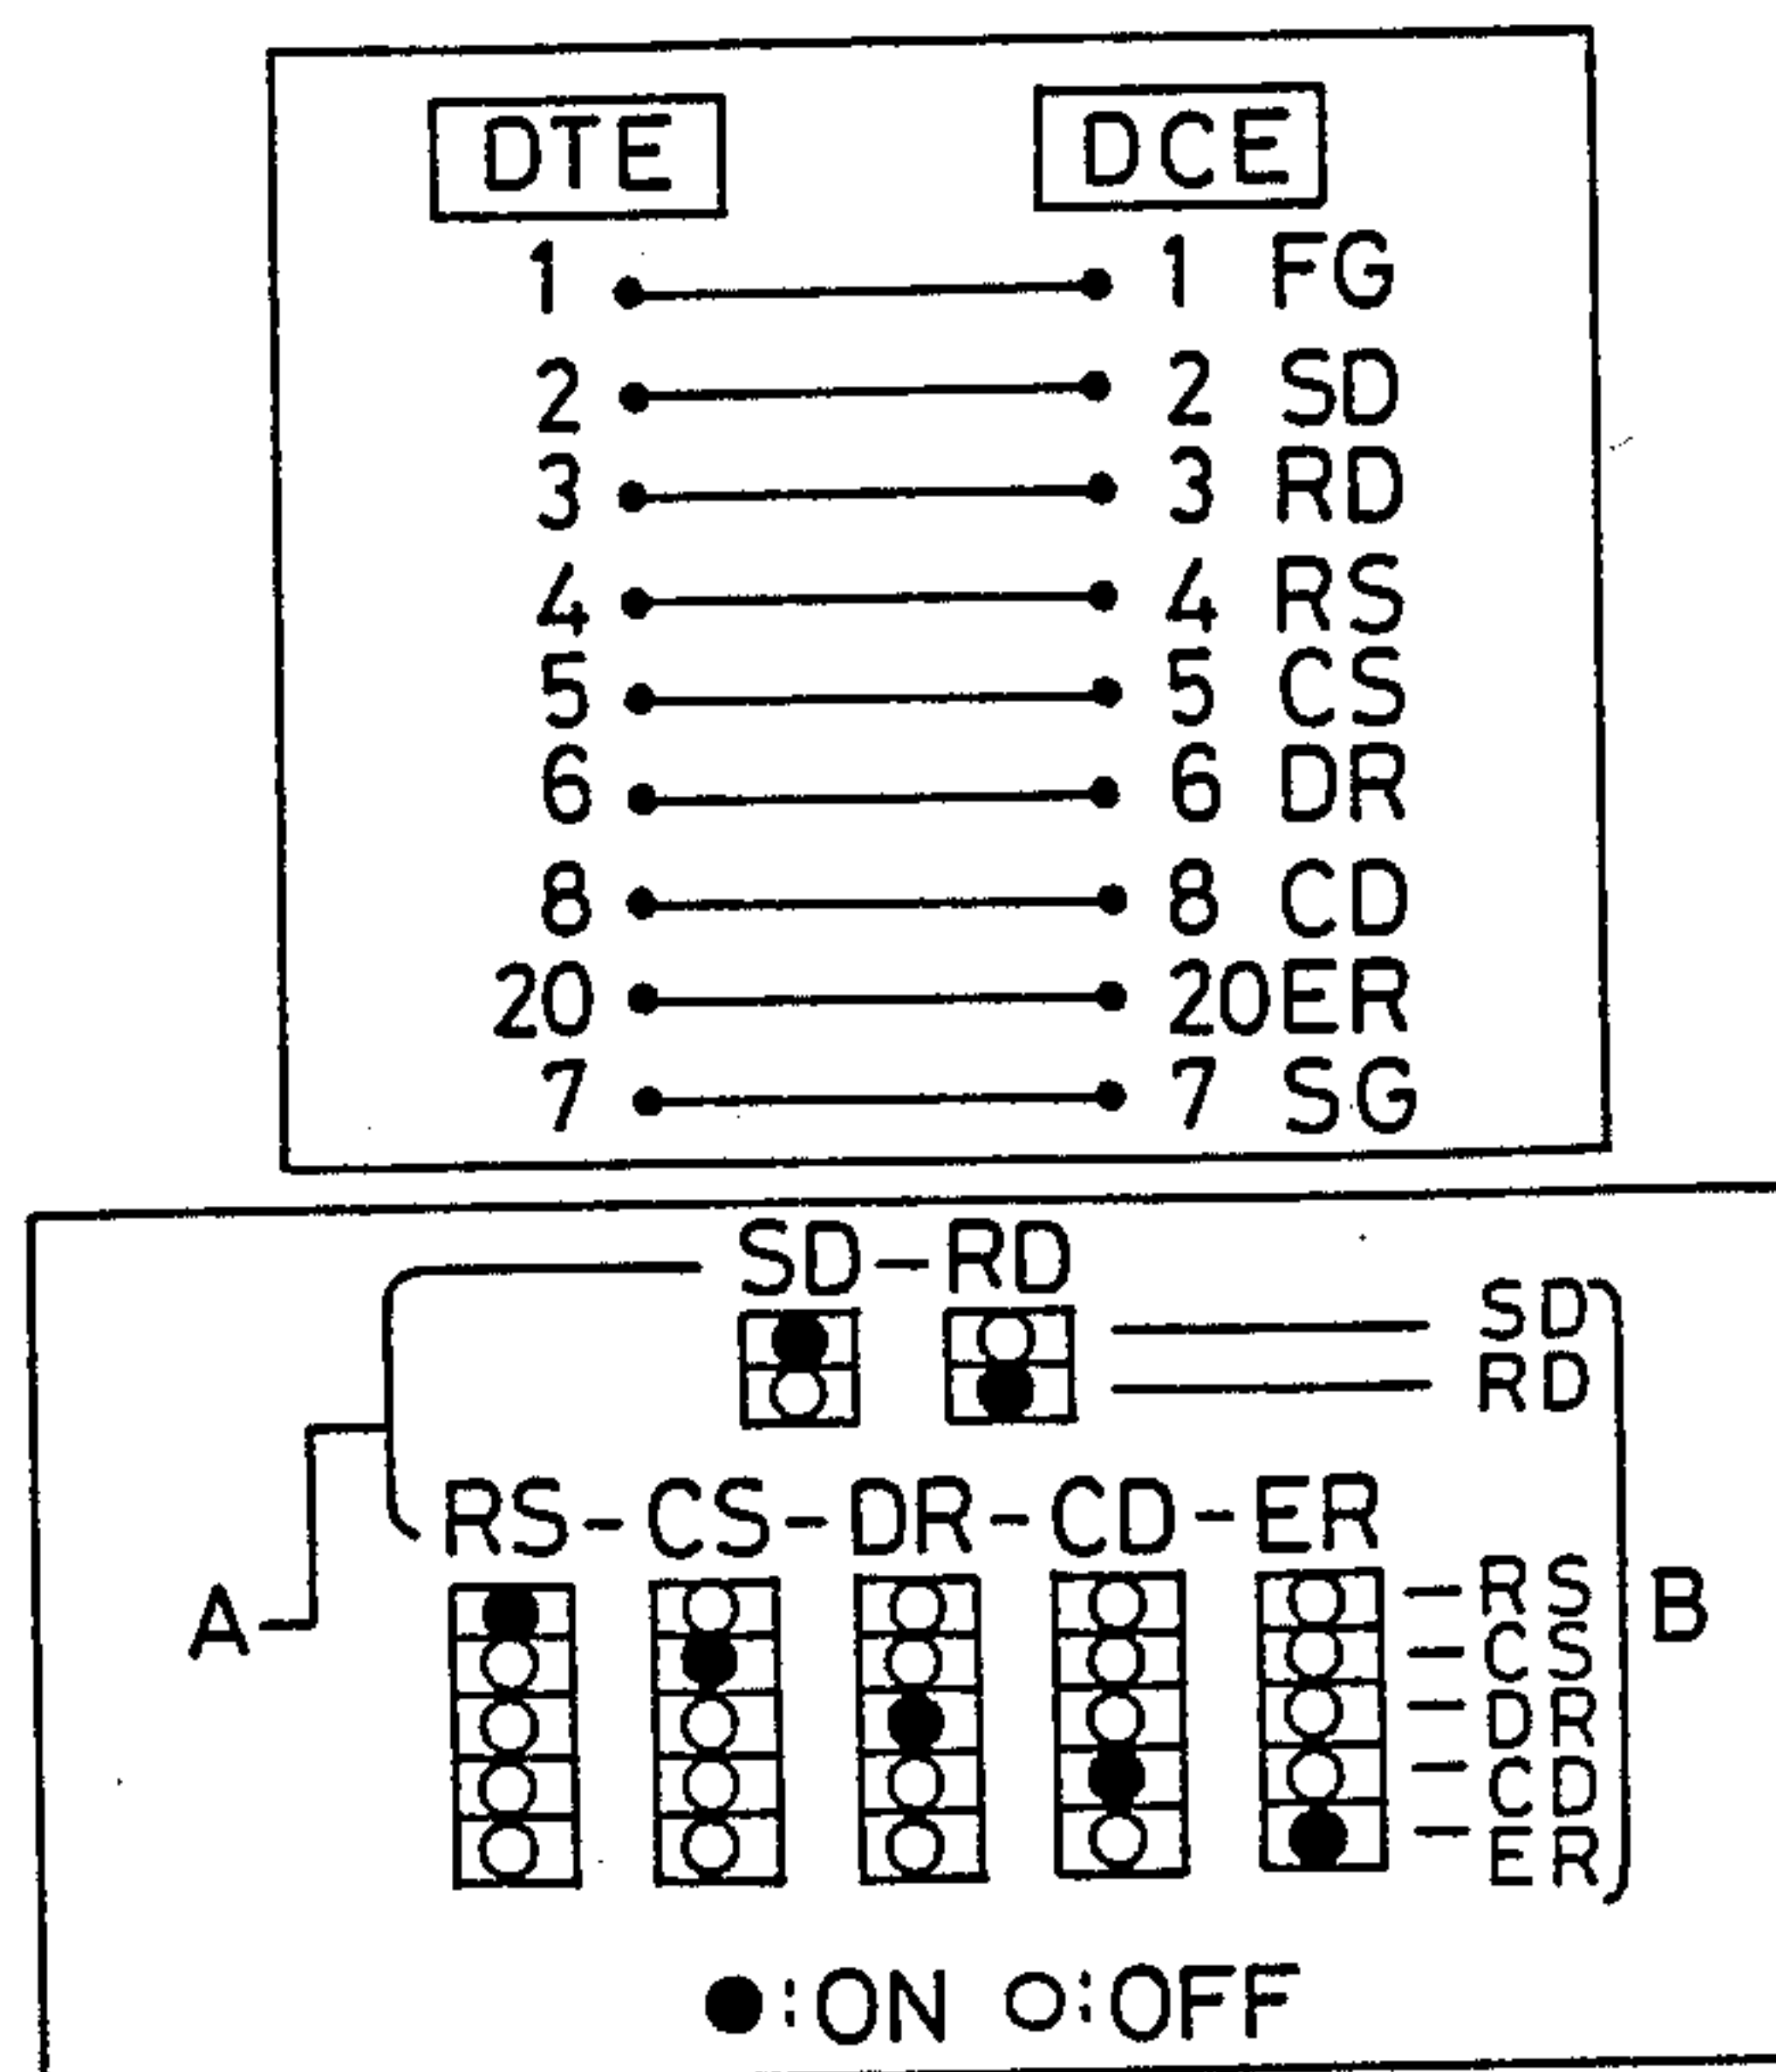 DTE DCE
1 1 FG
2 2 SD
3 3 RD
4 4 RS
5 5 CS
6 6 DR
8 8 CD
20 20 ER
7 7 SG
SD-RD
SD
RD
RS-CS-DR-CD-ER
A
RS
CS
DR
CD
ER
B
●:ON ○:OFF